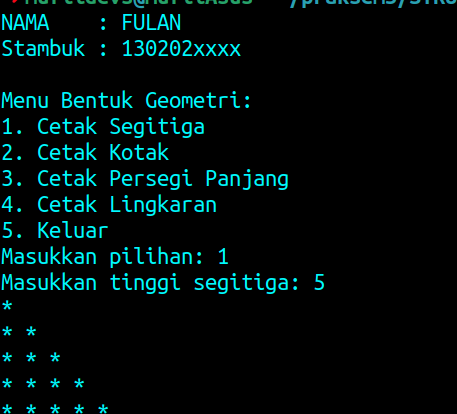 NAMA    : FULAN
Stambuk : 130202xxxx
Menu Bentuk Geometri:
1. Cetak Segitiga
2. Cetak Kotak
3. Cetak Persegi Panjang
4. Cetak Lingkaran
5. Keluar
Masukkan pilihan: 1
Masukkan tinggi segitiga: 5
*
* *
* * *
* * * *
* * * * *